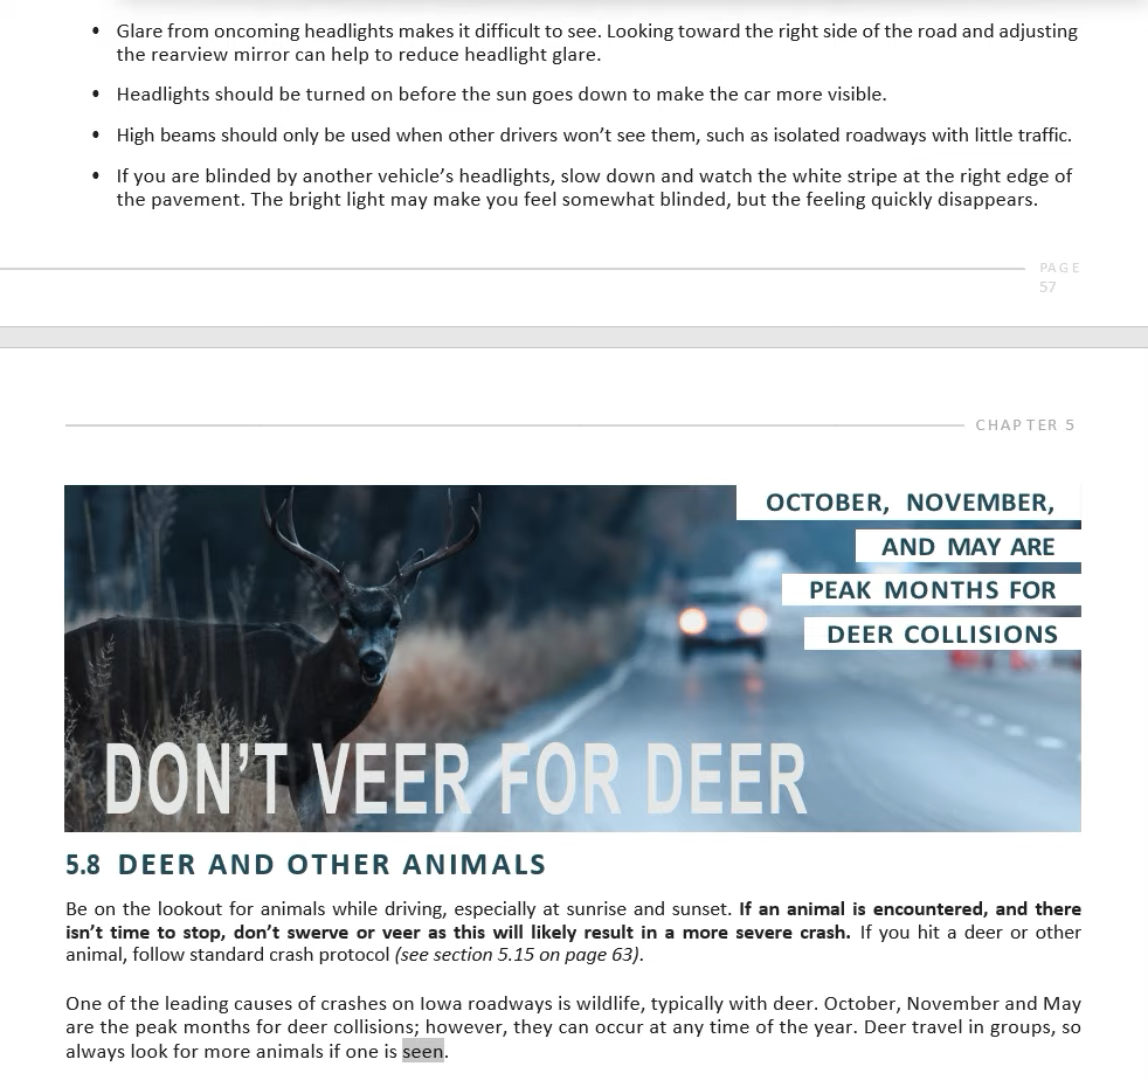 • Glare from oncoming headlights makes it difficult to see. Looking toward the right side of the road and adjusting
the rearview mirror can help to reduce headlight glare.
• Headlights should be turned on before the sun goes down to make the car more visible.
• High beams should only be used when other drivers won't see them, such as isolated roadways with little traffic.
• If you are blinded by another vehicle's headlights, slow down and watch the white stripe at the right edge of
the pavement. The bright light may make you feel somewhat blinded, but the feeling quickly disappears.
PAGE
57
CHAPTER 5
OCTOBER, NOVEMBER,
AND MAY ARE
PEAK MONTHS FOR
DEER COLLISIONS
DON'T VEER FOR DEER
5.8 DEER AND OTHER ANIMALS
Be on the lookout for animals while driving, especially at sunrise and sunset. If an animal is encountered, and there
isn't time to stop, don't swerve or veer as this will likely result in a more severe crash. If you hit a deer or other
animal, follow standard crash protocol (see section 5.15 on page 63).
One of the leading causes of crashes on Iowa roadways is wildlife, typically with deer. October, November and May
are the peak months for deer collisions; however, they can occur at any time of the year. Deer travel in groups, so
always look for more animals if one is seen.